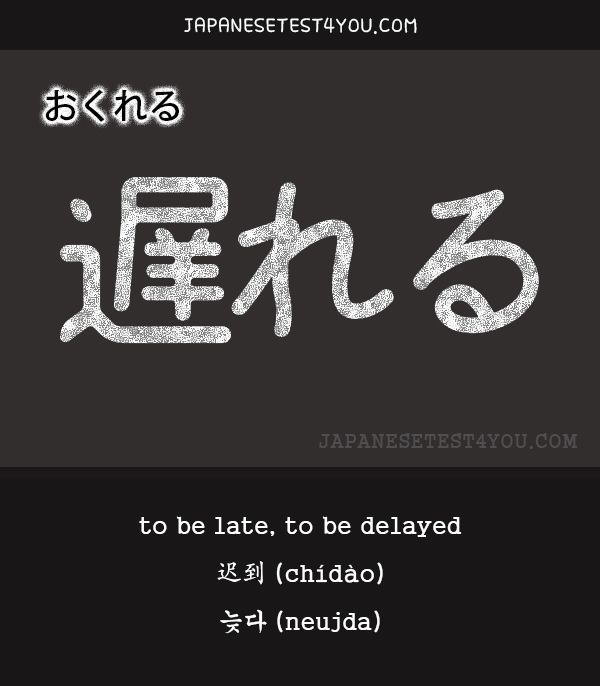 JAPANESETEST4YOU.COM
おくれる
遅れる
JAPANESETEST4YOU.COM
to be late, to be delayed
迟到 (chídào)
늦다 (neujda)